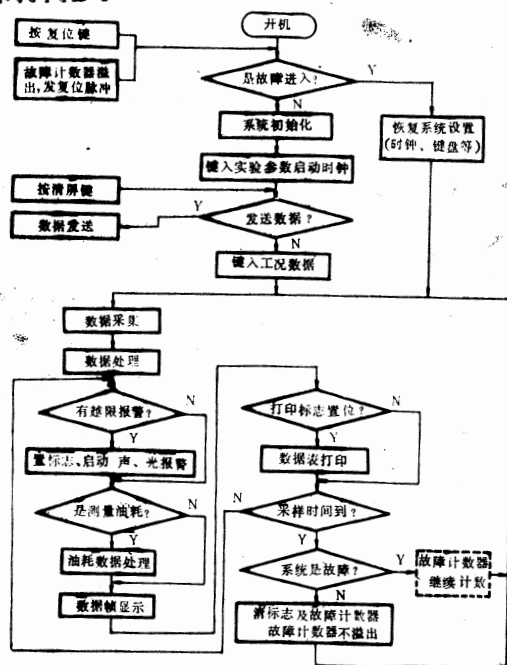 开机
按复位键
故障计数器溢
出,发复位脉冲
是故障进入?
Y
N
系统初始化
恢复系统设置
(时钟、键盘等)
键入实验参数启动时钟
按清屏键
Y
发送数据?
数据发送
N
键入工况数据
数据采集
数据处理
有越限报警?
N
打印标志置位?
N
Y
Y
置标志、启动 声、光报警
数据表打印
是测量油耗?
N
N
采样时间到?
Y
Y
油耗数据处理
系统是故障?
Y
故障计数器
继续计数
N
数据帧显示
清标志及故障计数器
故障计数器不溢出